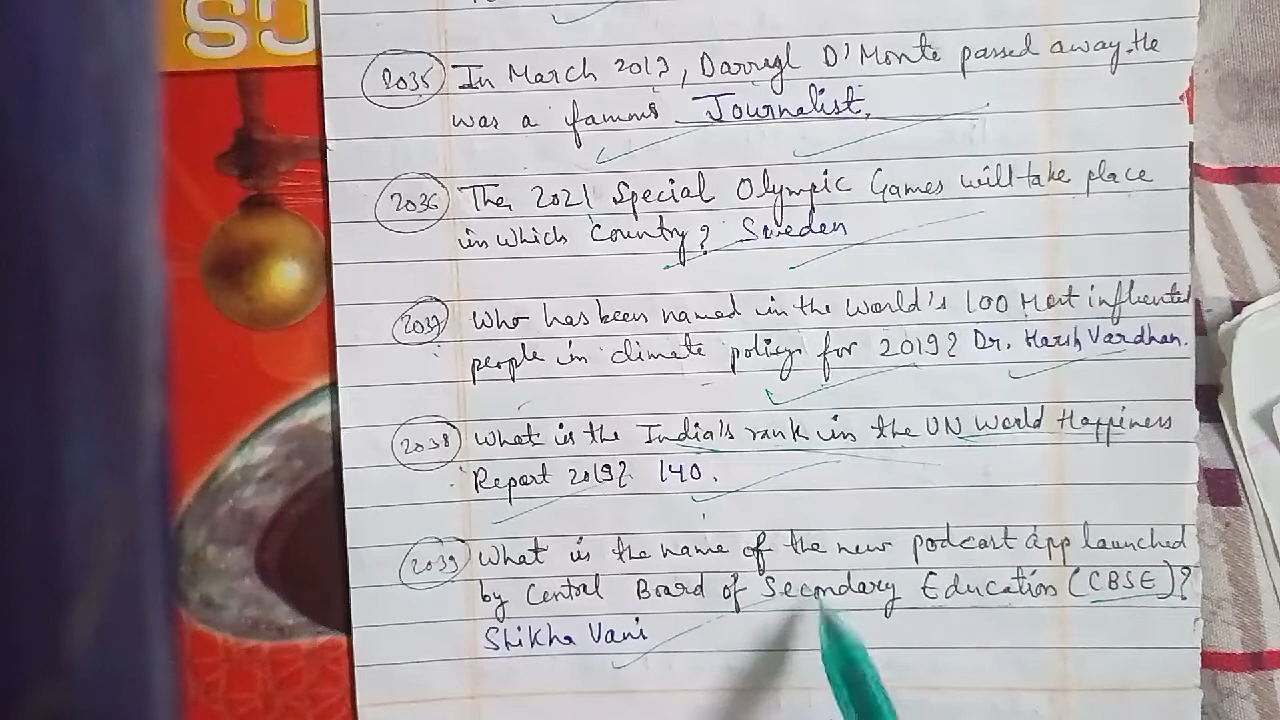 SJ
2035 In March 2019, Darryl D'Monte passed away. He
was a famous Journalist.
2036 The 2021 Special Olympic Games will take place
in which country? Sweden
2037 Who has been named in the world's 100 Most influented
people in climate policy for 2019? Dr. Harsh Vardhan.
2038 What is the India's rank in the UN World Happiness
Report 2019? 140.
2039 What is the name of the new podcast app launched
by Central Board of Secondary Education (CBSE)?
Shikha Vani